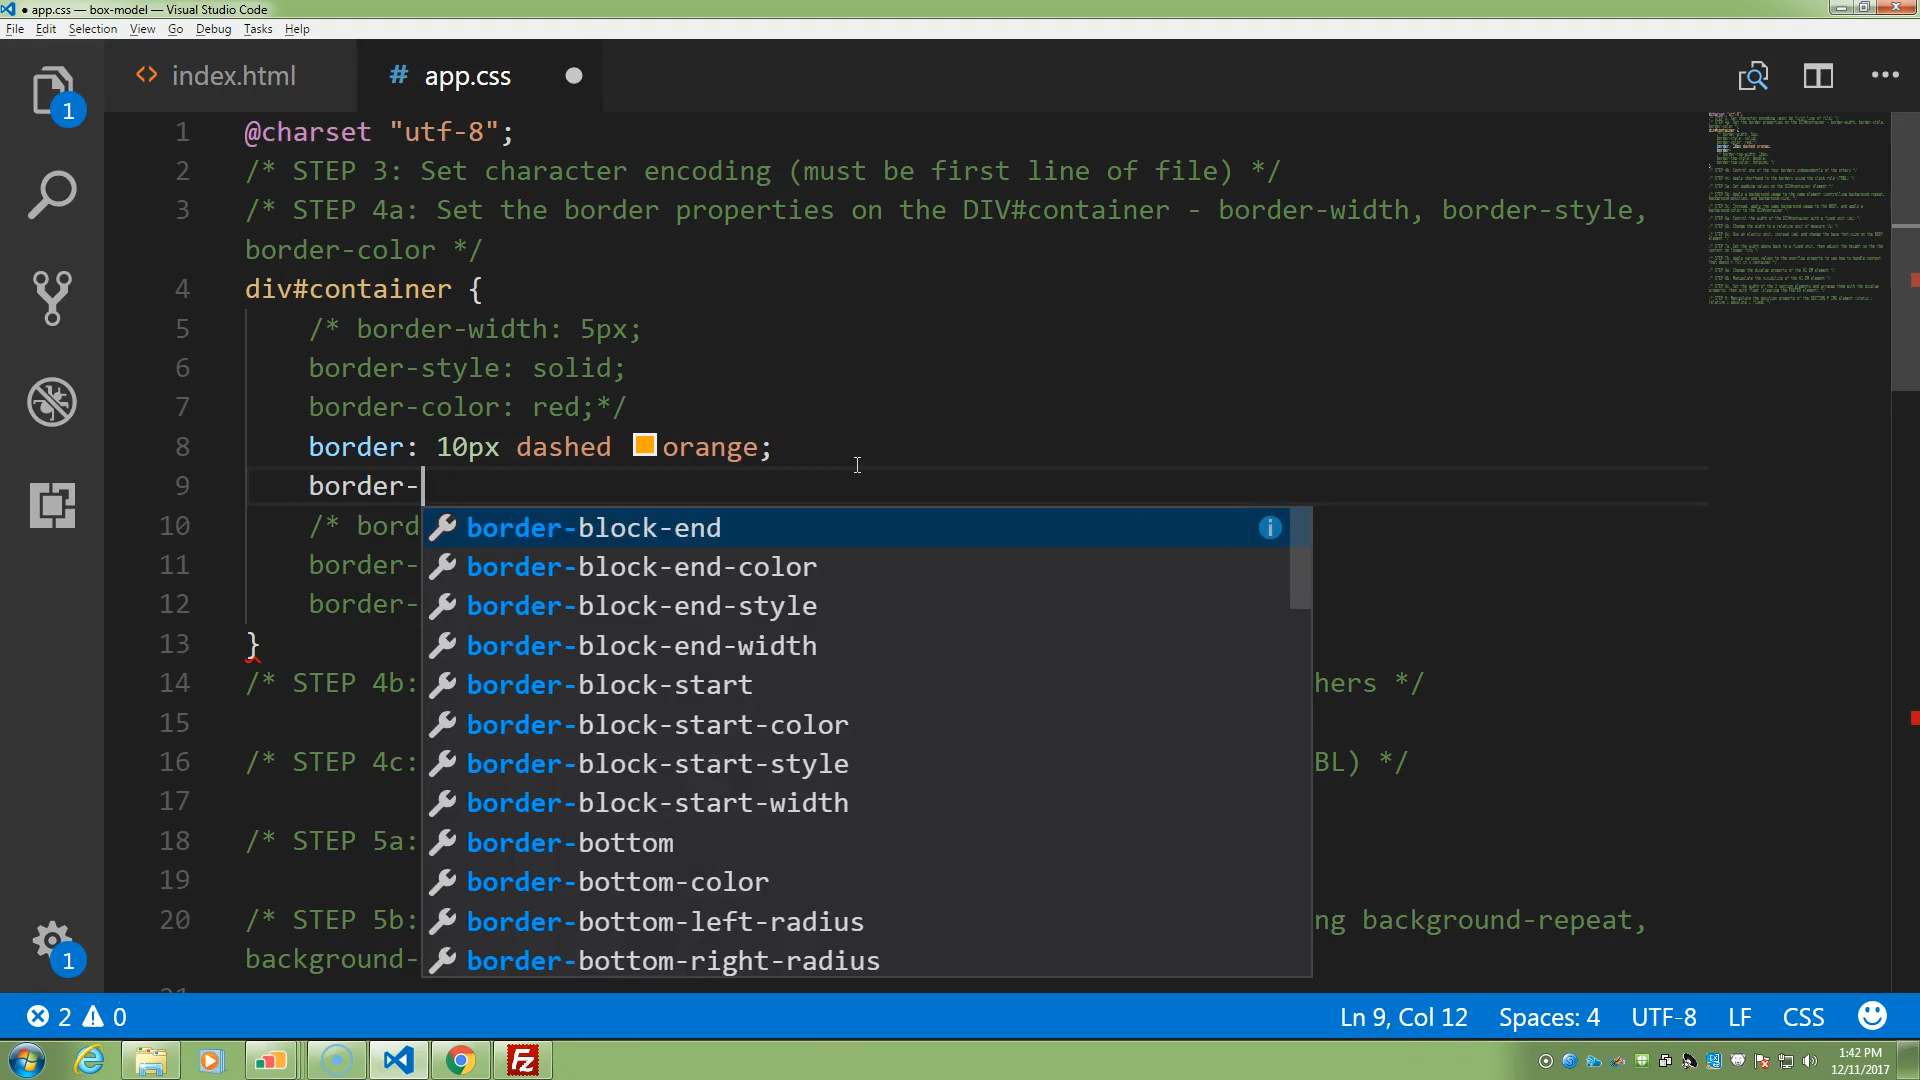 ● app.css — box-model — Visual Studio Code
File Edit Selection View Go Debug Tasks Help
<> index.html # app.css
1
1 @charset "utf-8";
2 /* STEP 3: Set character encoding (must be first line of file) */
3 /* STEP 4a: Set the border properties on the DIV#container - border-width, border-style,
border-color */
4 div#container {
5 /* border-width: 5px;
6 border-style: solid;
7 border-color: red;*/
8 border: 10px dashed orange;
9 border-
10 /* bord
border-block-end
11 border-
border-block-end-color
12 border-
border-block-end-style
13 }
border-block-end-width
14 /* STEP 4b: hers */
border-block-start
15
border-block-start-color
16 /* STEP 4c: BL) */
border-block-start-style
17
border-block-start-width
18 /* STEP 5a:
border-bottom
19
border-bottom-color
20 /* STEP 5b: ng background-repeat,
border-bottom-left-radius
background-
border-bottom-right-radius
1
2 0 Ln 9, Col 12 Spaces: 4 UTF-8 LF CSS
1:42 PM
12/11/2017